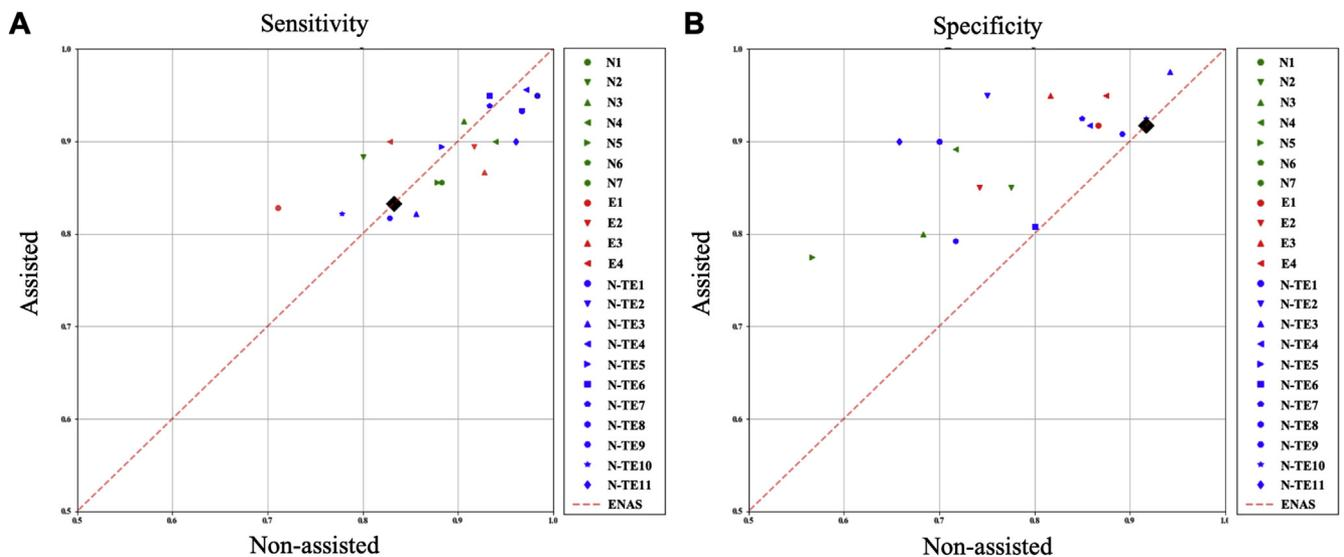 A
Sensitivity
1.0
0.9
0.8
0.7
0.6
0.5
0.5
0.6
0.7
0.8
0.9
1.0
Assisted
Non-assisted
N1
N2
N3
N4
N5
N6
N7
E1
E2
E3
E4
N-TE1
N-TE2
N-TE3
N-TE4
N-TE5
N-TE6
N-TE7
N-TE8
N-TE9
N-TE10
N-TE11
ENAS
B
Specificity
1.0
0.9
0.8
0.7
0.6
0.5
0.5
0.6
0.7
0.8
0.9
1.0
Assisted
Non-assisted
N1
N2
N3
N4
N5
N6
N7
E1
E2
E3
E4
N-TE1
N-TE2
N-TE3
N-TE4
N-TE5
N-TE6
N-TE7
N-TE8
N-TE9
N-TE10
N-TE11
ENAS